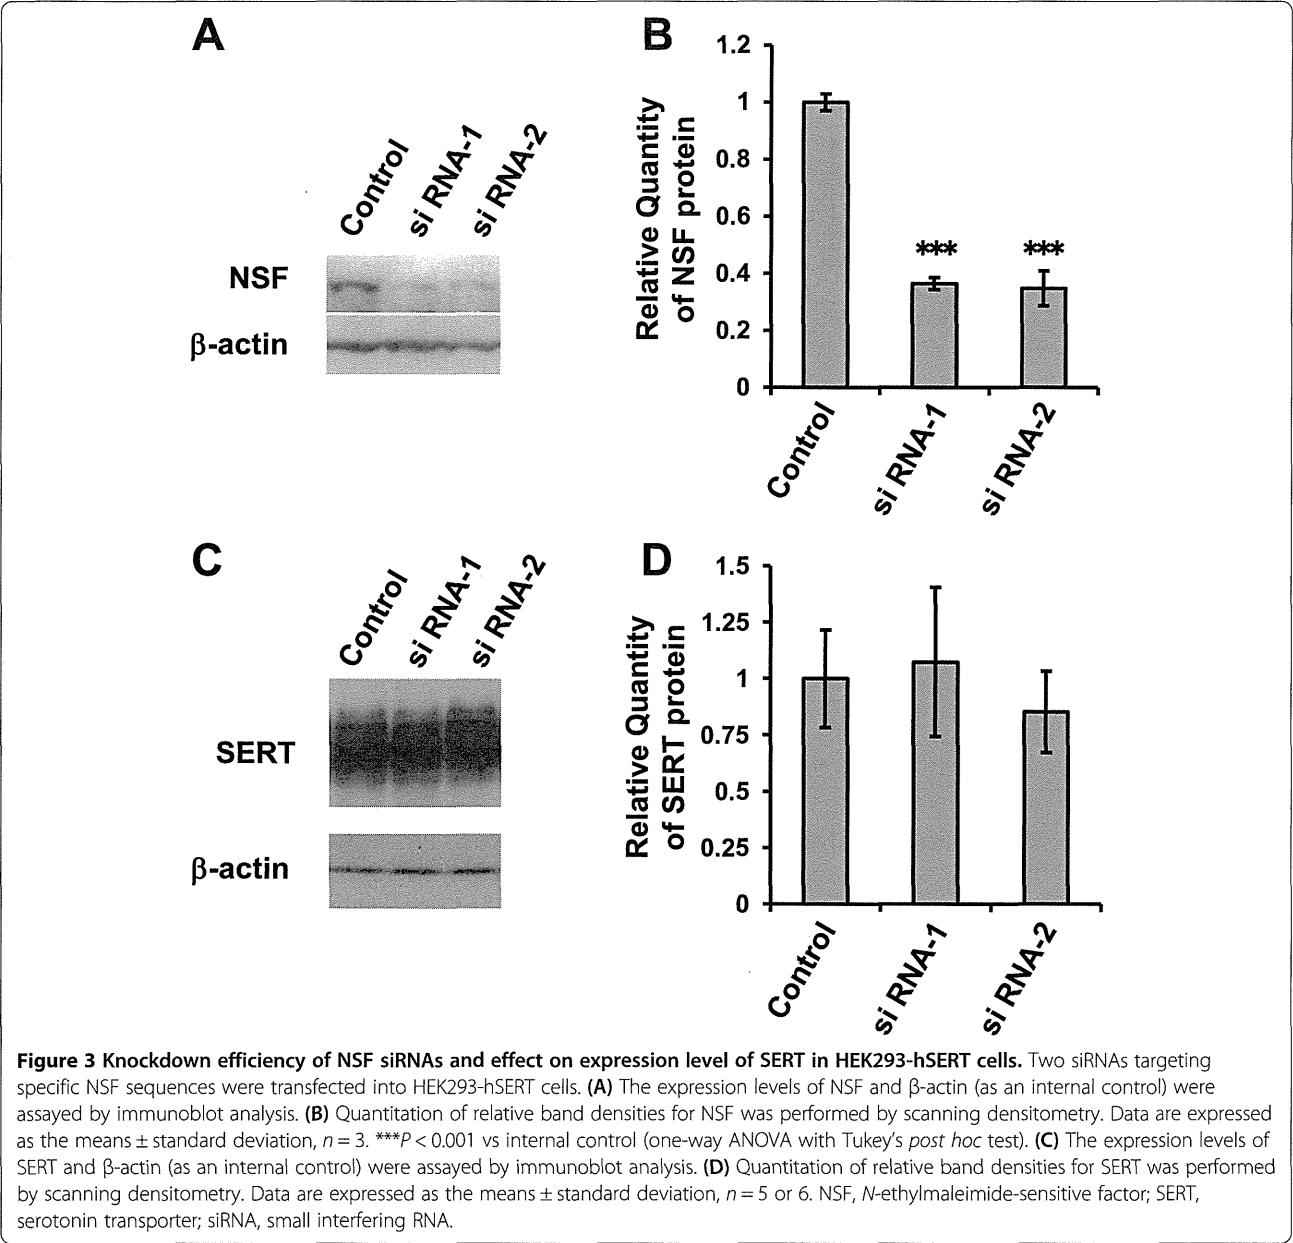 A
Control
si RNA-1
si RNA-2
NSF
β-actin
B
Relative Quantity
of NSF protein
1.2
1
0.8
0.6
0.4
0.2
0
***
***
Control
si RNA-1
si RNA-2
C
Control
si RNA-1
si RNA-2
SERT
β-actin
D
Relative Quantity
of SERT protein
1.5
1.25
1
0.75
0.5
0.25
0
Control
si RNA-1
si RNA-2
Figure 3 Knockdown efficiency of NSF siRNAs and effect on expression level of SERT in HEK293-hSERT cells. Two siRNAs targeting
specific NSF sequences were transfected into HEK293-hSERT cells. (A) The expression levels of NSF and β-actin (as an internal control) were
assayed by immunoblot analysis. (B) Quantitation of relative band densities for NSF was performed by scanning densitometry. Data are expressed
as the means ± standard deviation, n = 3. ***P < 0.001 vs internal control (one-way ANOVA with Tukey's post hoc test). (C) The expression levels of
SERT and β-actin (as an internal control) were assayed by immunoblot analysis. (D) Quantitation of relative band densities for SERT was performed
by scanning densitometry. Data are expressed as the means ± standard deviation, n = 5 or 6. NSF, N-ethylmaleimide-sensitive factor; SERT,
serotonin transporter; siRNA, small interfering RNA.